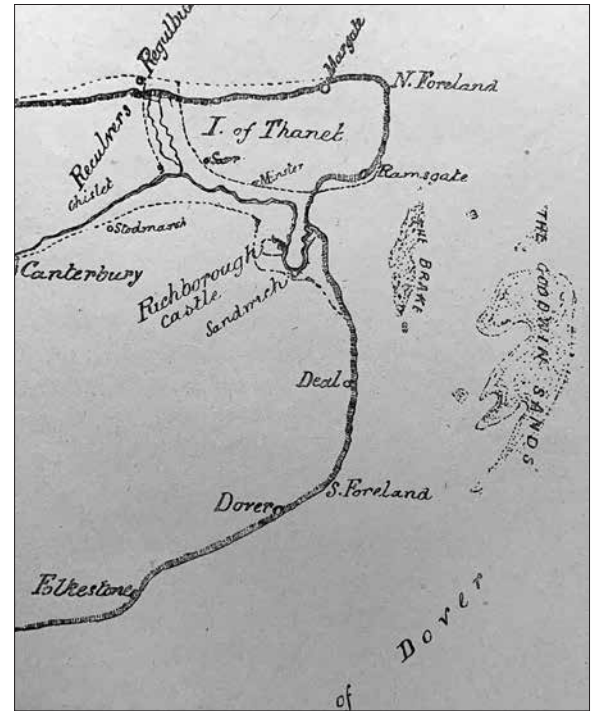 Regulbiu
Margate
N. Foreland
Reculvers
I. of Thanet
Sarr
Minster
Ramsgate
Chislet
Stodmarsh
Canterbury
Richborough
Castle
Sandwich
THE BRAKE
THE GOODWIN SANDS
Deal
S. Foreland
Dover
Folkestone
of Dover